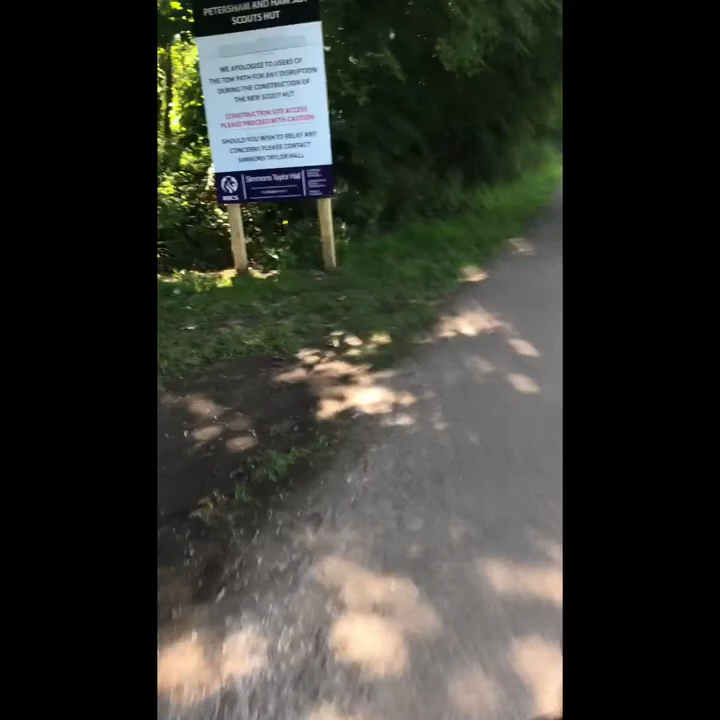 PETERSHAM AND HAM SEA
SCOUTS HUT
WE APOLOGISE TO USERS OF
THE TOW PATH FOR ANY DISRUPTION
DURING THE CONSTRUCTION OF
THE NEW SCOUT HUT
CONSTRUCTION SITE ACCESS
PLEASE PROCEED WITH CAUTION
SHOULD YOU WISH TO RELAY ANY
CONCERNS PLEASE CONTACT
SIMMONS TAYLOR HALL
Simmons Taylor Hall
RICS